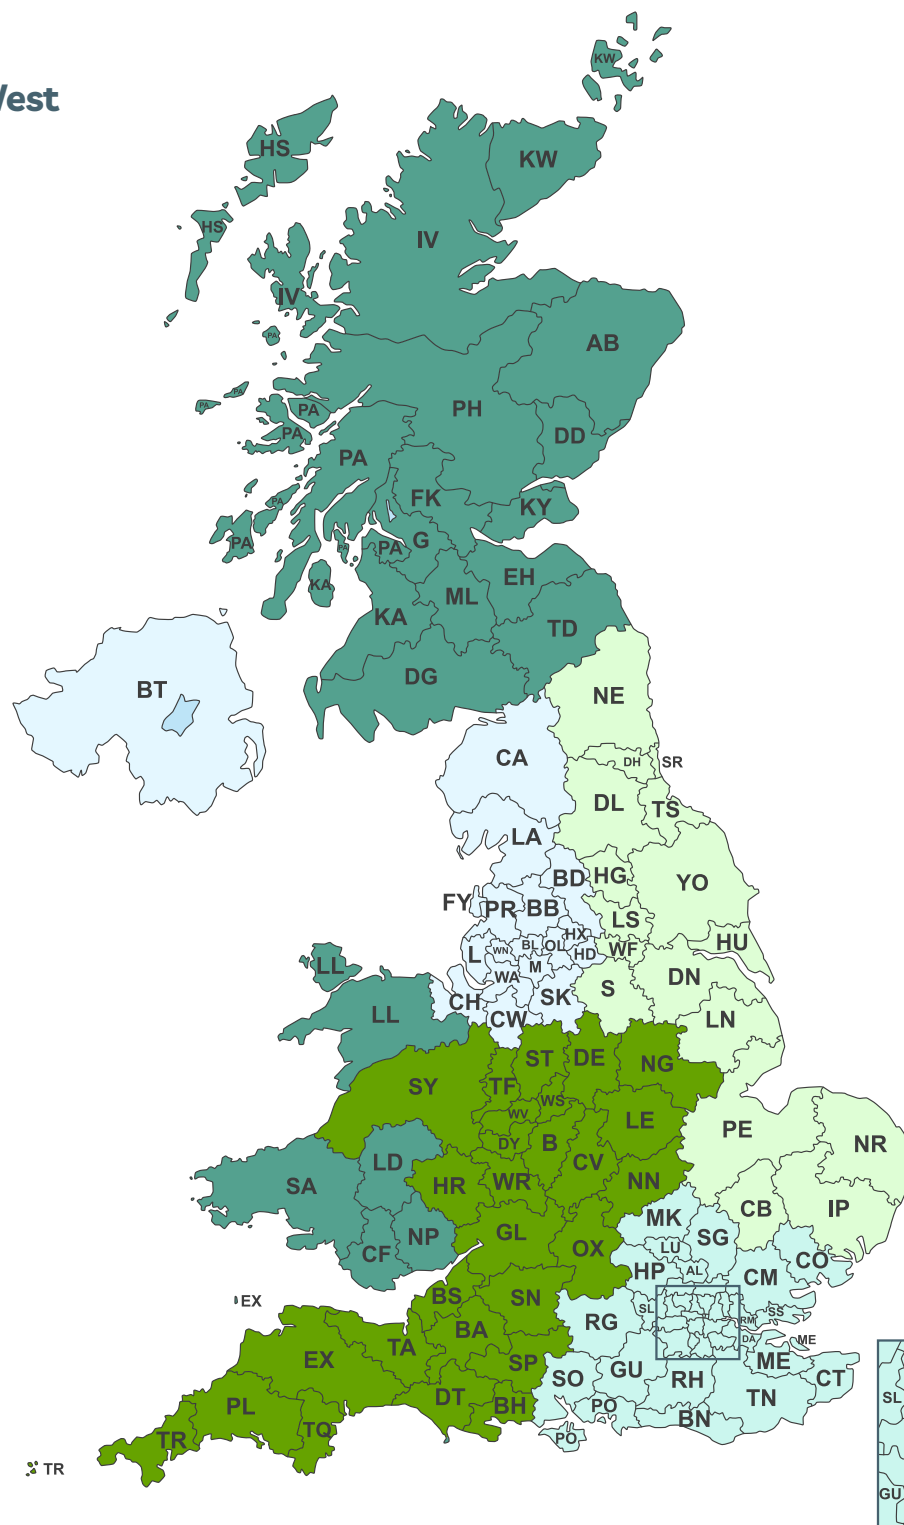 West
KW
HS
KW
HS
IV
IV
PA
AB
PA
PA
PA
PH
PA
DD
PA
FK
PA
KY
PA
PA
PA
G
EH
KA
ML
KA
TD
DG
BT
NE
CA
DH
SR
DL
TS
LA
BD
HG
YO
FY
PR
BB
LS
HX
HU
L
WN
BL
OL
HD
WF
LL
M
WA
S
DN
CH
SK
LL
CW
LN
ST
DE
NG
SY
TF
WS
WV
LE
PE
DY
B
NR
LD
CV
SA
HR
WR
NN
CB
IP
MK
GL
SG
NP
CF
OX
LU
CO
HP
AL
CM
EX
BS
SN
SL
SS
RG
RM
BA
DA
ME
TA
EX
SP
ME
SO
GU
RH
CT
DT
TN
SL
PL
BH
PO
BN
TQ
TR
PO
TR
GU